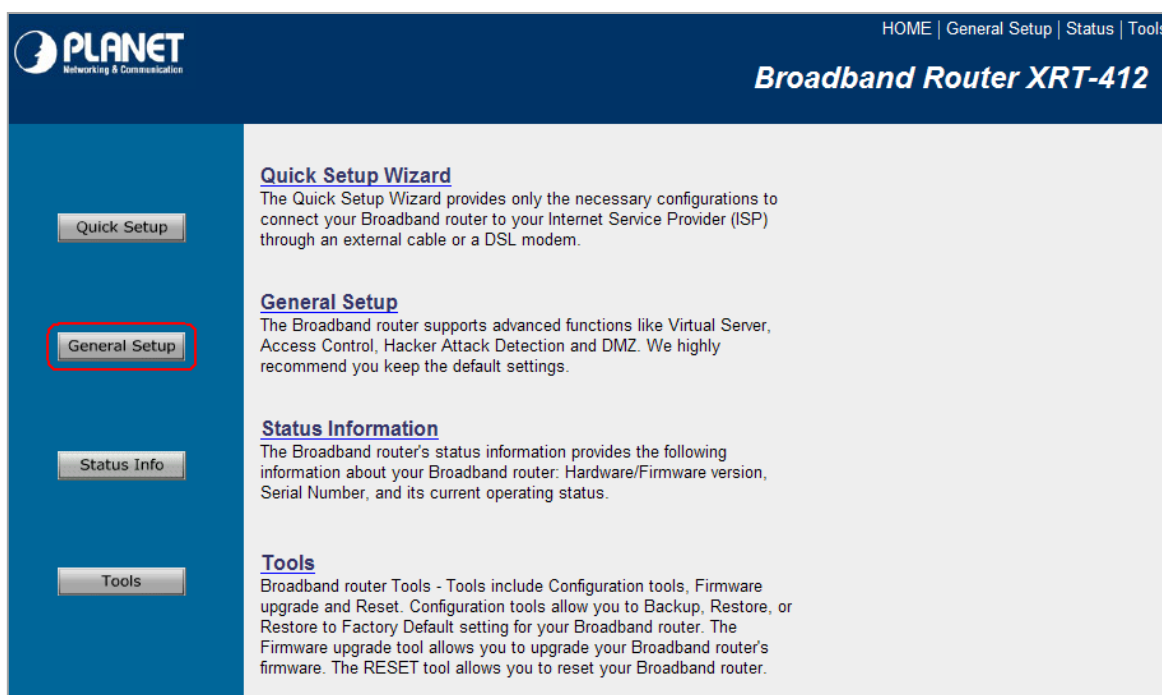 PLANET
Networking & Communication
HOME | General Setup | Status | Tools
Broadband Router XRT-412
Quick Setup
Quick Setup Wizard
The Quick Setup Wizard provides only the necessary configurations to
connect your Broadband router to your Internet Service Provider (ISP)
through an external cable or a DSL modem.
General Setup
General Setup
The Broadband router supports advanced functions like Virtual Server,
Access Control, Hacker Attack Detection and DMZ. We highly
recommend you keep the default settings.
Status Info
Status Information
The Broadband router's status information provides the following
information about your Broadband router: Hardware/Firmware version,
Serial Number, and its current operating status.
Tools
Tools
Broadband router Tools - Tools include Configuration tools, Firmware
upgrade and Reset. Configuration tools allow you to Backup, Restore, or
Restore to Factory Default setting for your Broadband router. The
Firmware upgrade tool allows you to upgrade your Broadband router's
firmware. The RESET tool allows you to reset your Broadband router.